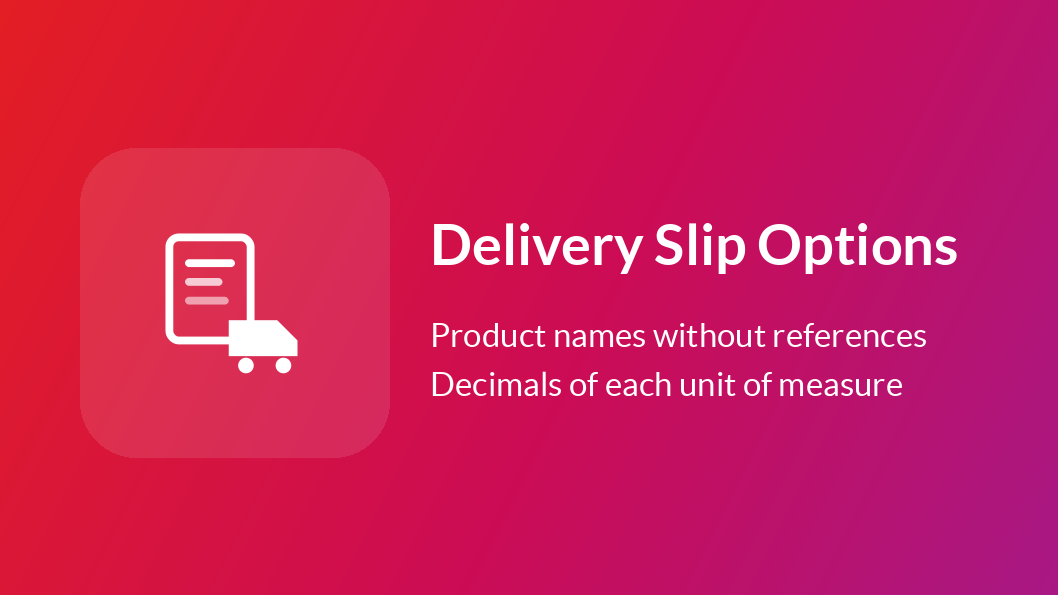 Delivery Slip Options
Product names without references
Decimals of each unit of measure